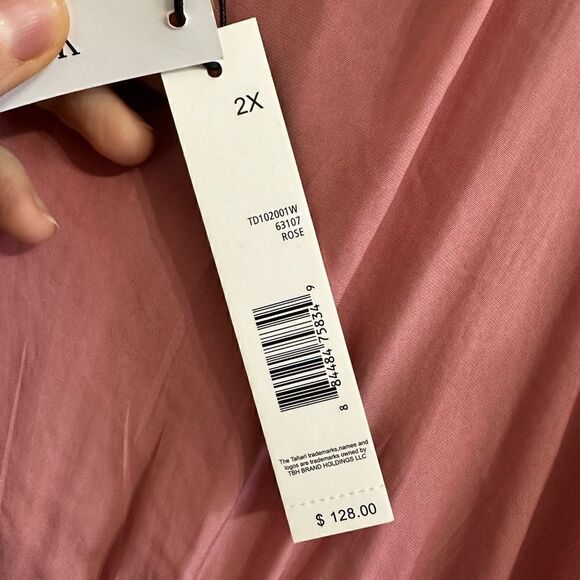 2X
TD102001W
63107
ROSE
8 84484 75834 9
The Tahari trademarks,names and
logos are trademarks owned by
TBH BRAND HOLDINGS LLC
$ 128.00